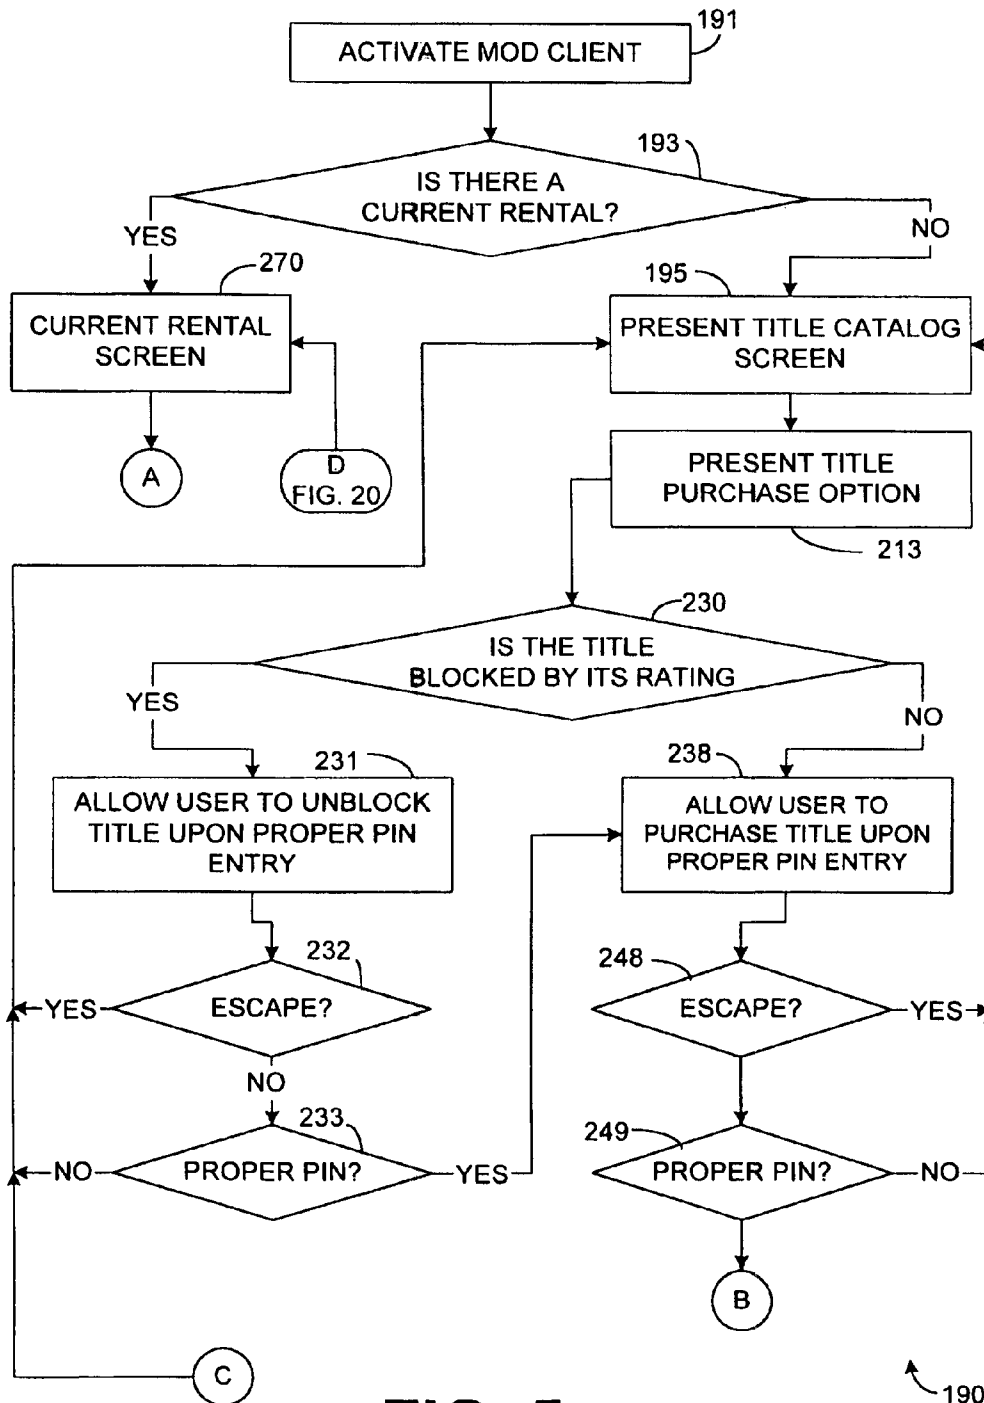 ACTIVATE MOD CLIENT
191
193
IS THERE A
CURRENT RENTAL?
YES
NO
270
195
CURRENT RENTAL
SCREEN
PRESENT TITLE CATALOG
SCREEN
A
D
FIG. 20
PRESENT TITLE
PURCHASE OPTION
213
230
IS THE TITLE
BLOCKED BY ITS RATING
YES
NO
231
238
ALLOW USER TO UNBLOCK
TITLE UPON PROPER PIN
ENTRY
ALLOW USER TO
PURCHASE TITLE UPON
PROPER PIN ENTRY
232
248
YES
ESCAPE?
ESCAPE?
YES
NO
233
249
NO
PROPER PIN?
YES
PROPER PIN?
NO
B
C
190